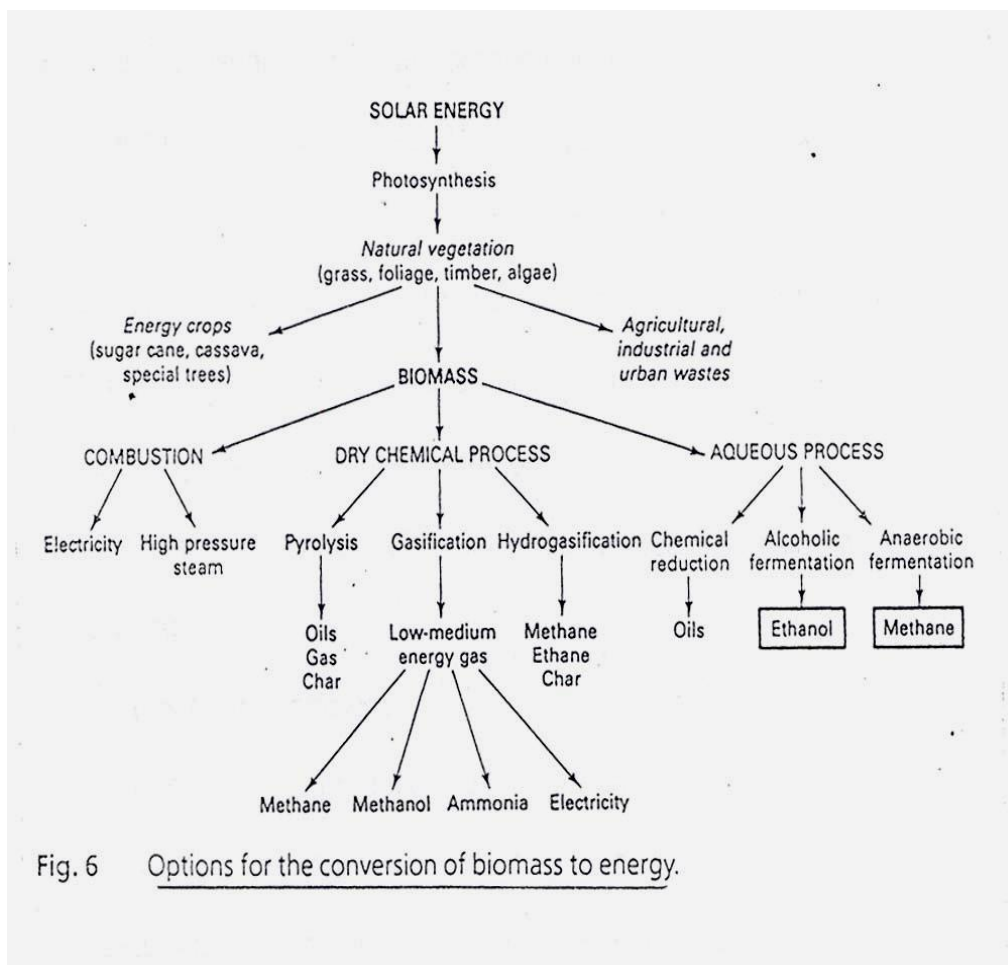 SOLAR ENERGY
Photosynthesis
Natural vegetation
(grass, foliage, timber, algae)
Energy crops
(sugar cane, cassava,
special trees)
Agricultural,
industrial and
urban wastes
BIOMASS
COMBUSTION
DRY CHEMICAL PROCESS
AQUEOUS PROCESS
Electricity
High pressure
steam
Pyrolysis
Gasification
Hydrogasification
Chemical
reduction
Alcoholic
fermentation
Anaerobic
fermentation
Oils
Gas
Char
Low-medium
energy gas
Methane
Ethane
Char
Oils
Ethanol
Methane
Methane
Methanol
Ammonia
Electricity
Fig. 6 Options for the conversion of biomass to energy.